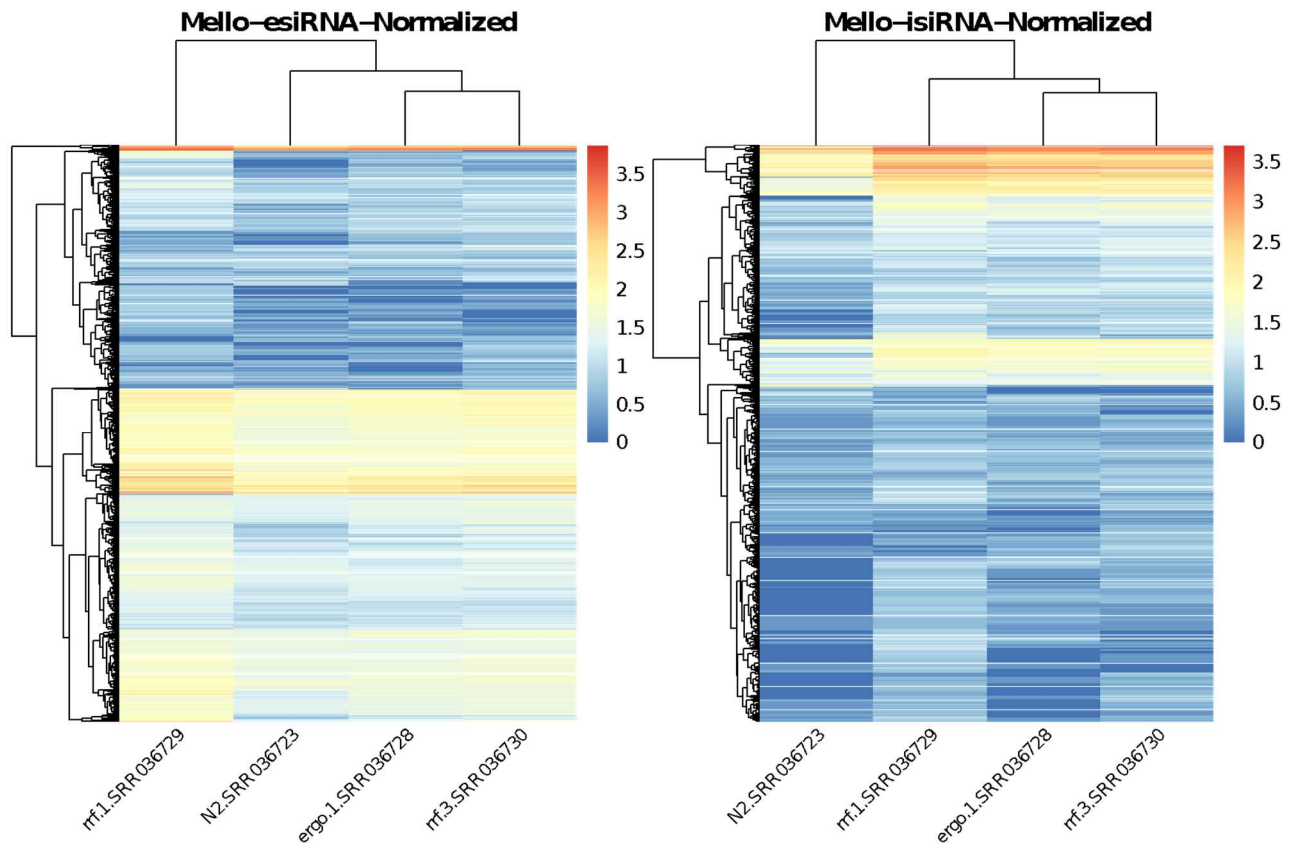 Mello-esiRNA-Normalized
3.5
3
2.5
2
1.5
1
0.5
0
rrf.1.SRR036729
N2.SRR036723
ergo.1.SRR036728
rrf.3.SRR036730
Mello-isiRNA-Normalized
3.5
3
2.5
2
1.5
1
0.5
0
N2.SRR036723
rrf.1.SRR036729
ergo.1.SRR036728
rrf.3.SRR036730